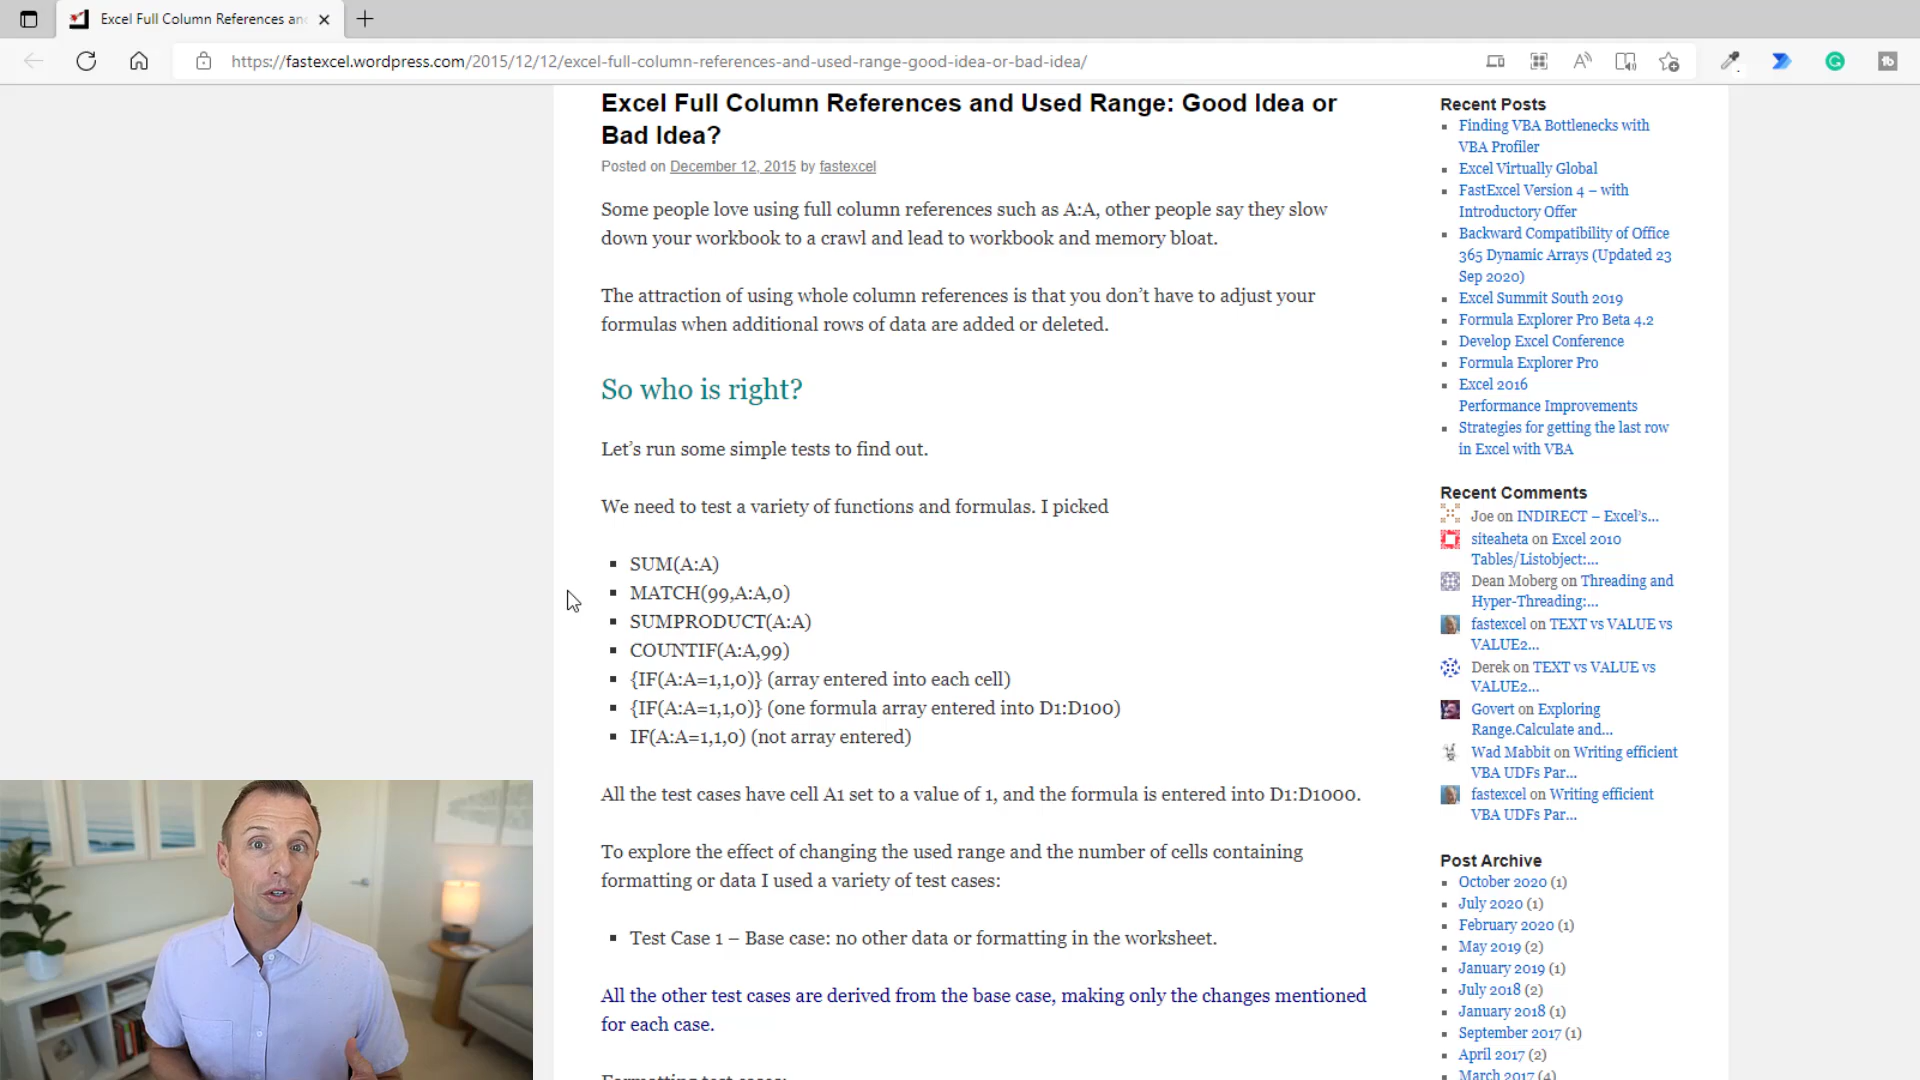 Excel Full Column References an
https://fastexcel.wordpress.com/2015/12/12/excel-full-column-references-and-used-range-good-idea-or-bad-idea/
Excel Full Column References and Used Range: Good Idea or
Bad Idea?
Posted on December 12, 2015 by fastexcel
Some people love using full column references such as A:A, other people say they slow
down your workbook to a crawl and lead to workbook and memory bloat.
The attraction of using whole column references is that you don’t have to adjust your
formulas when additional rows of data are added or deleted.
So who is right?
Let’s run some simple tests to find out.
We need to test a variety of functions and formulas. I picked
SUM(A:A)
MATCH(99,A:A,0)
SUMPRODUCT(A:A)
COUNTIF(A:A,99)
{IF(A:A=1,1,0)} (array entered into each cell)
{IF(A:A=1,1,0)} (one formula array entered into D1:D100)
IF(A:A=1,1,0) (not array entered)
All the test cases have cell A1 set to a value of 1, and the formula is entered into D1:D1000.
To explore the effect of changing the used range and the number of cells containing
formatting or data I used a variety of test cases:
Test Case 1 – Base case: no other data or formatting in the worksheet.
All the other test cases are derived from the base case, making only the changes mentioned
for each case.
Formatting test cases:
Recent Posts
Finding VBA Bottlenecks with
VBA Profiler
Excel Virtually Global
FastExcel Version 4 – with
Introductory Offer
Backward Compatibility of Office
365 Dynamic Arrays (Updated 23
Sep 2020)
Excel Summit South 2019
Formula Explorer Pro Beta 4.2
Develop Excel Conference
Formula Explorer Pro
Excel 2016
Performance Improvements
Strategies for getting the last row
in Excel with VBA
Recent Comments
Joe on INDIRECT – Excel’s…
siteaheta on Excel 2010
Tables/Listobject:…
Dean Moberg on Threading and
Hyper-Threading:…
fastexcel on TEXT vs VALUE vs
VALUE2…
Derek on TEXT vs VALUE vs
VALUE2…
Govert on Exploring
Range.Calculate and…
Wad Mabbit on Writing efficient
VBA UDFs Par…
fastexcel on Writing efficient
VBA UDFs Par…
Post Archive
October 2020 (1)
July 2020 (1)
February 2020 (1)
May 2019 (2)
January 2019 (1)
July 2018 (2)
January 2018 (1)
September 2017 (1)
April 2017 (2)
March 2017 (4)